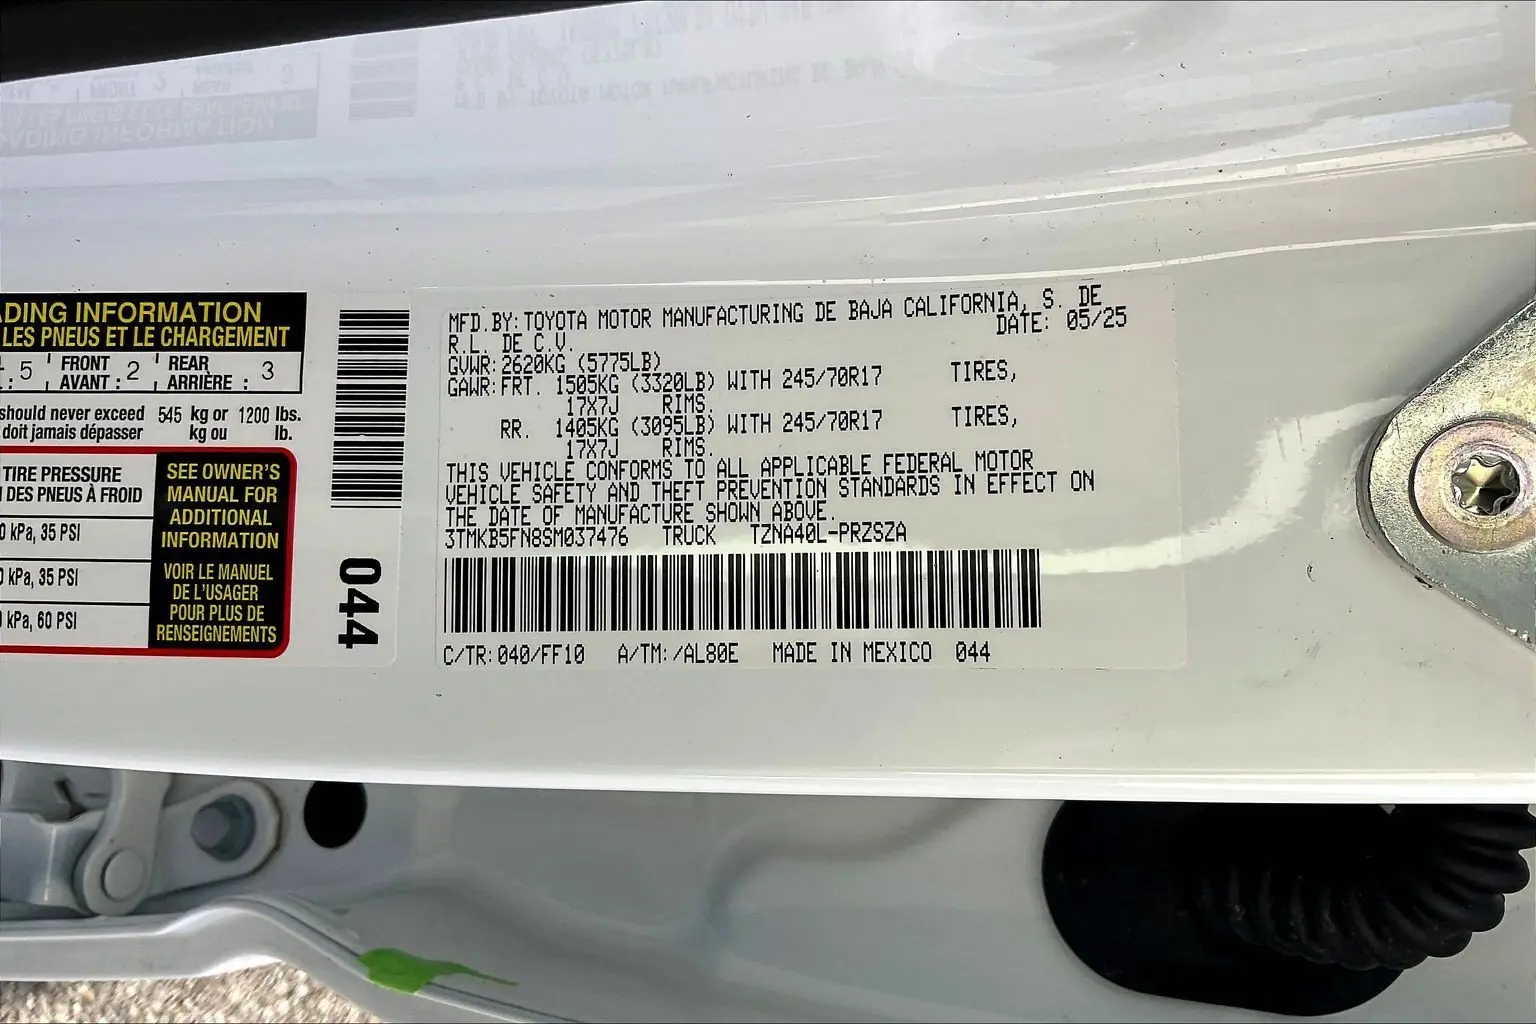 ADING INFORMATION
LES PNEUS ET LE CHARGEMENT
: 5 FRONT AVANT : 2 REAR ARRIÈRE : 3
should never exceed 545 kg or 1200 lbs.
doit jamais dépasser kg ou lb.
TIRE PRESSURE
DES PNEUS À FROID
0 kPa, 35 PSI
0 kPa, 35 PSI
kPa, 60 PSI
SEE OWNER'S
MANUAL FOR
ADDITIONAL
INFORMATION
VOIR LE MANUEL
DE L'USAGER
POUR PLUS DE
RENSEIGNEMENTS
044
MFD.BY: TOYOTA MOTOR MANUFACTURING DE BAJA CALIFORNIA, S. DE
R.L. DE C.V. DATE: 05/25
GVWR: 2620KG (5775LB)
GAWR: FRT. 1505KG (3320LB) WITH 245/70R17 TIRES,
17X7J RIMS.
RR. 1405KG (3095LB) WITH 245/70R17 TIRES,
17X7J RIMS.
THIS VEHICLE CONFORMS TO ALL APPLICABLE FEDERAL MOTOR
VEHICLE SAFETY AND THEFT PREVENTION STANDARDS IN EFFECT ON
THE DATE OF MANUFACTURE SHOWN ABOVE.
3TMKB5FN8SM037476 TRUCK TZNA40L-PRZSZA
C/TR: 040/FF10 A/TM: /AL80E MADE IN MEXICO 044